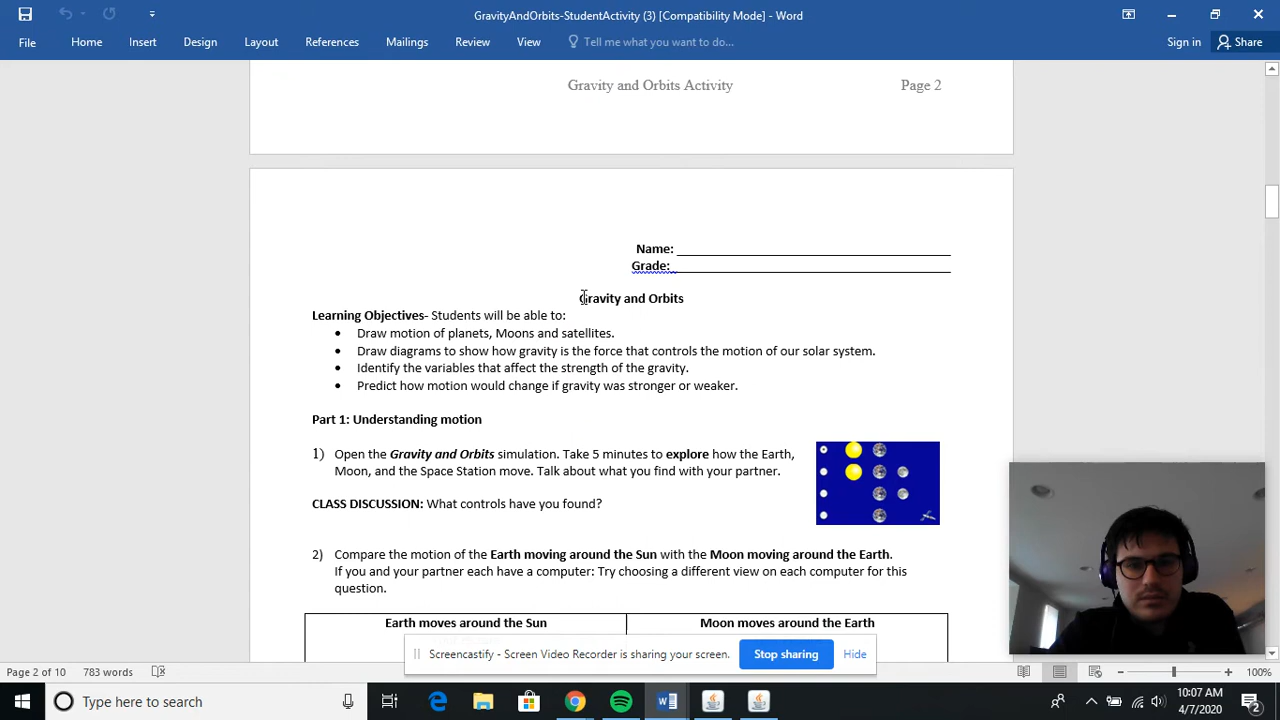 GravityAndOrbits-StudentActivity (3) [Compatibility Mode] - Word
File Home Insert Design Layout References Mailings Review View Tell me what you want to do... Sign in Share
Gravity and Orbits Activity Page 2
Name:
Grade:
Gravity and Orbits
Learning Objectives- Students will be able to:
• Draw motion of planets, Moons and satellites.
• Draw diagrams to show how gravity is the force that controls the motion of our solar system.
• Identify the variables that affect the strength of the gravity.
• Predict how motion would change if gravity was stronger or weaker.
Part 1: Understanding motion
1) Open the Gravity and Orbits simulation. Take 5 minutes to explore how the Earth,
Moon, and the Space Station move. Talk about what you find with your partner.
CLASS DISCUSSION: What controls have you found?
2) Compare the motion of the Earth moving around the Sun with the Moon moving around the Earth.
If you and your partner each have a computer: Try choosing a different view on each computer for this
question.
Earth moves around the Sun Moon moves around the Earth
Screencastify - Screen Video Recorder is sharing your screen. Stop sharing Hide
Page 2 of 10 783 words 100%
Type here to search 10:07 AM
4/7/2020 2